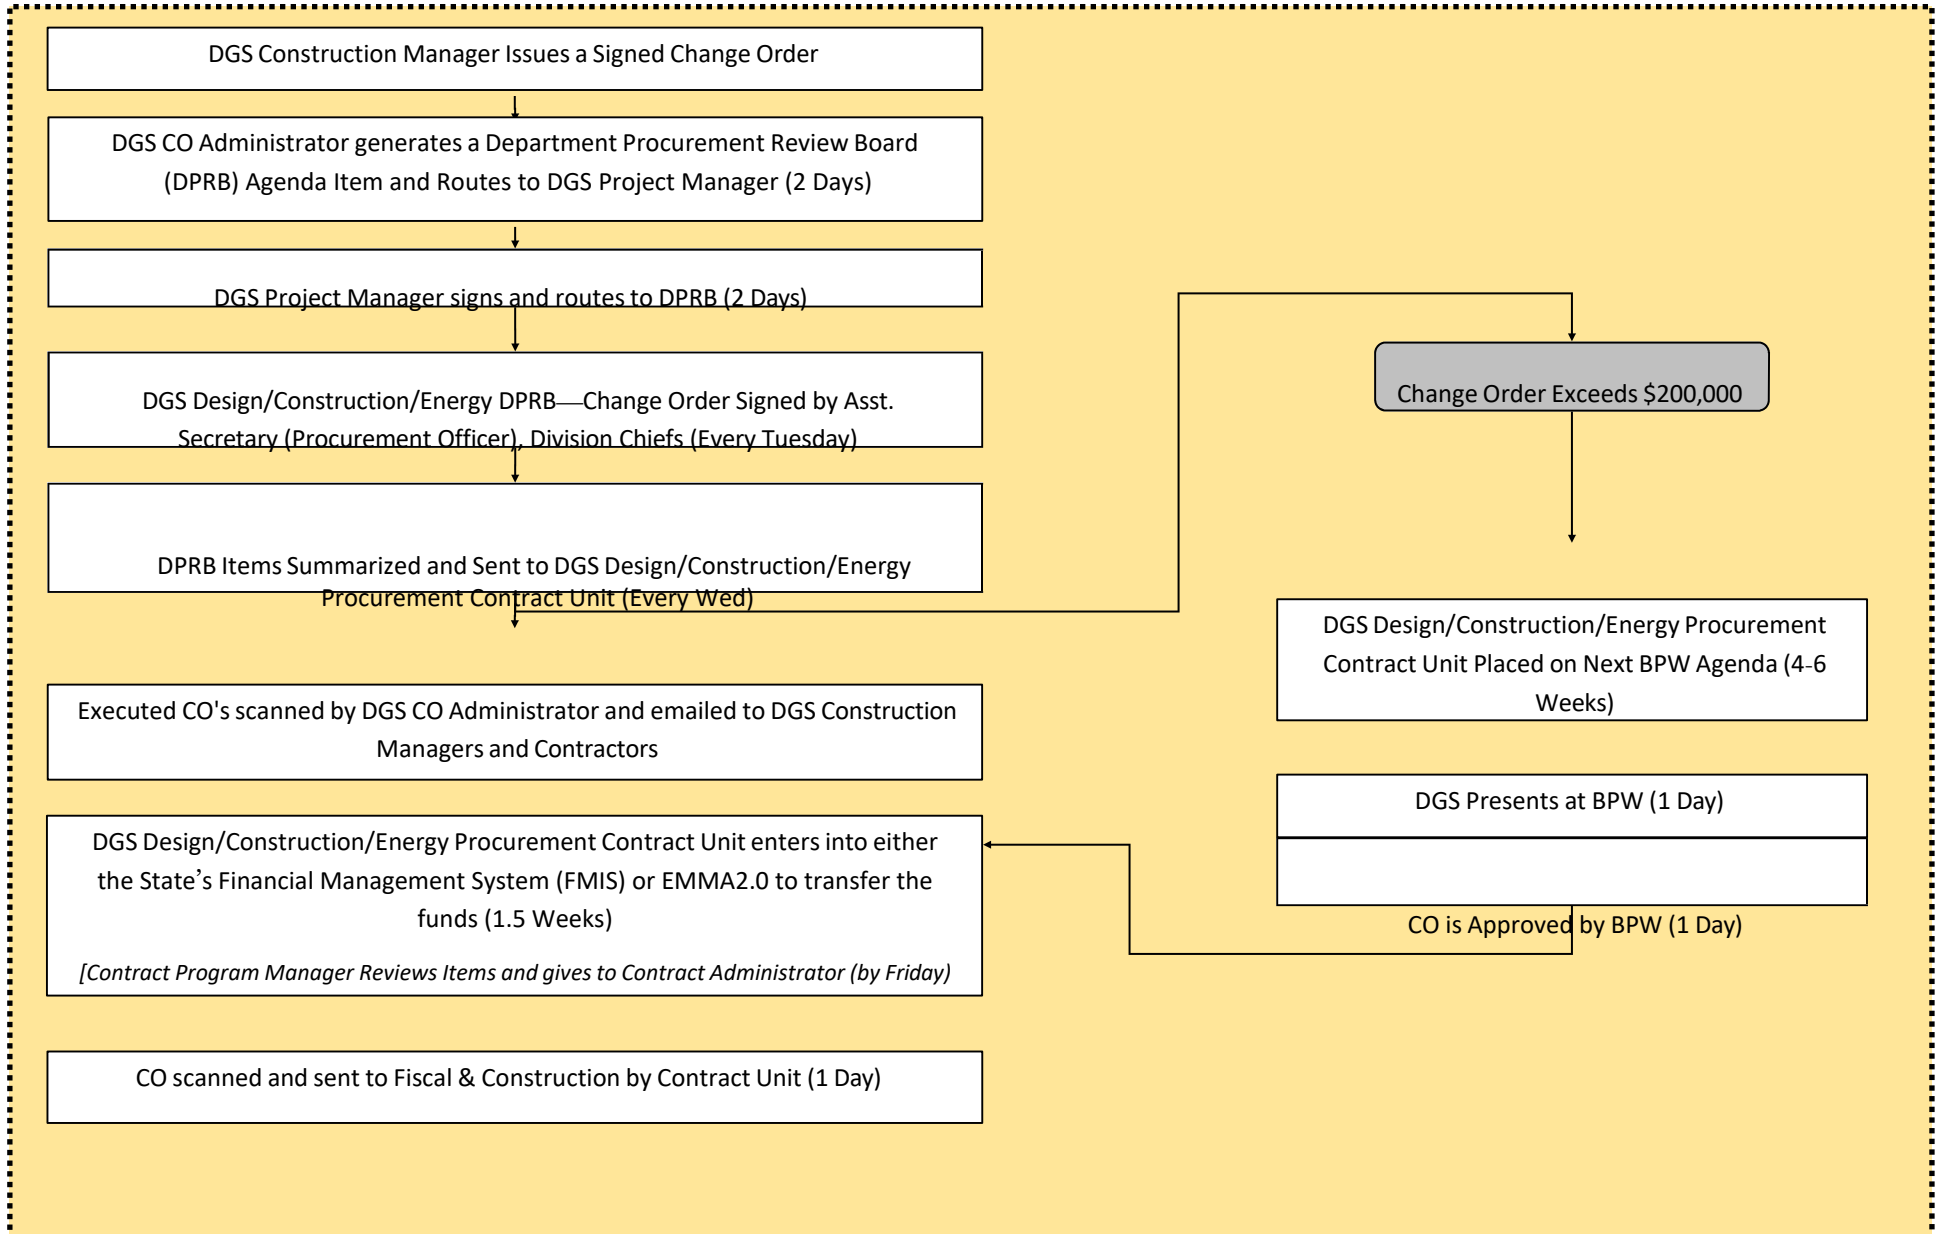 DGS Construction Manager Issues a Signed Change Order
DGS CO Administrator generates a Department Procurement Review Board
(DPRB) Agenda Item and Routes to DGS Project Manager (2 Days)
DGS Project Manager signs and routes to DPRB (2 Days)
DGS Design/Construction/Energy DPRB—Change Order Signed by Asst.
Secretary (Procurement Officer), Division Chiefs (Every Tuesday)
DPRB Items Summarized and Sent to DGS Design/Construction/Energy
Procurement Contract Unit (Every Wed)
Executed CO's scanned by DGS CO Administrator and emailed to DGS Construction
Managers and Contractors
DGS Design/Construction/Energy Procurement Contract Unit enters into either
the State’s Financial Management System (FMIS) or EMMA2.0 to transfer the
funds (1.5 Weeks)
[Contract Program Manager Reviews Items and gives to Contract Administrator (by Friday)
CO scanned and sent to Fiscal & Construction by Contract Unit (1 Day)
Change Order Exceeds $200,000
DGS Design/Construction/Energy Procurement
Contract Unit Placed on Next BPW Agenda (4-6
Weeks)
DGS Presents at BPW (1 Day)
CO is Approved by BPW (1 Day)